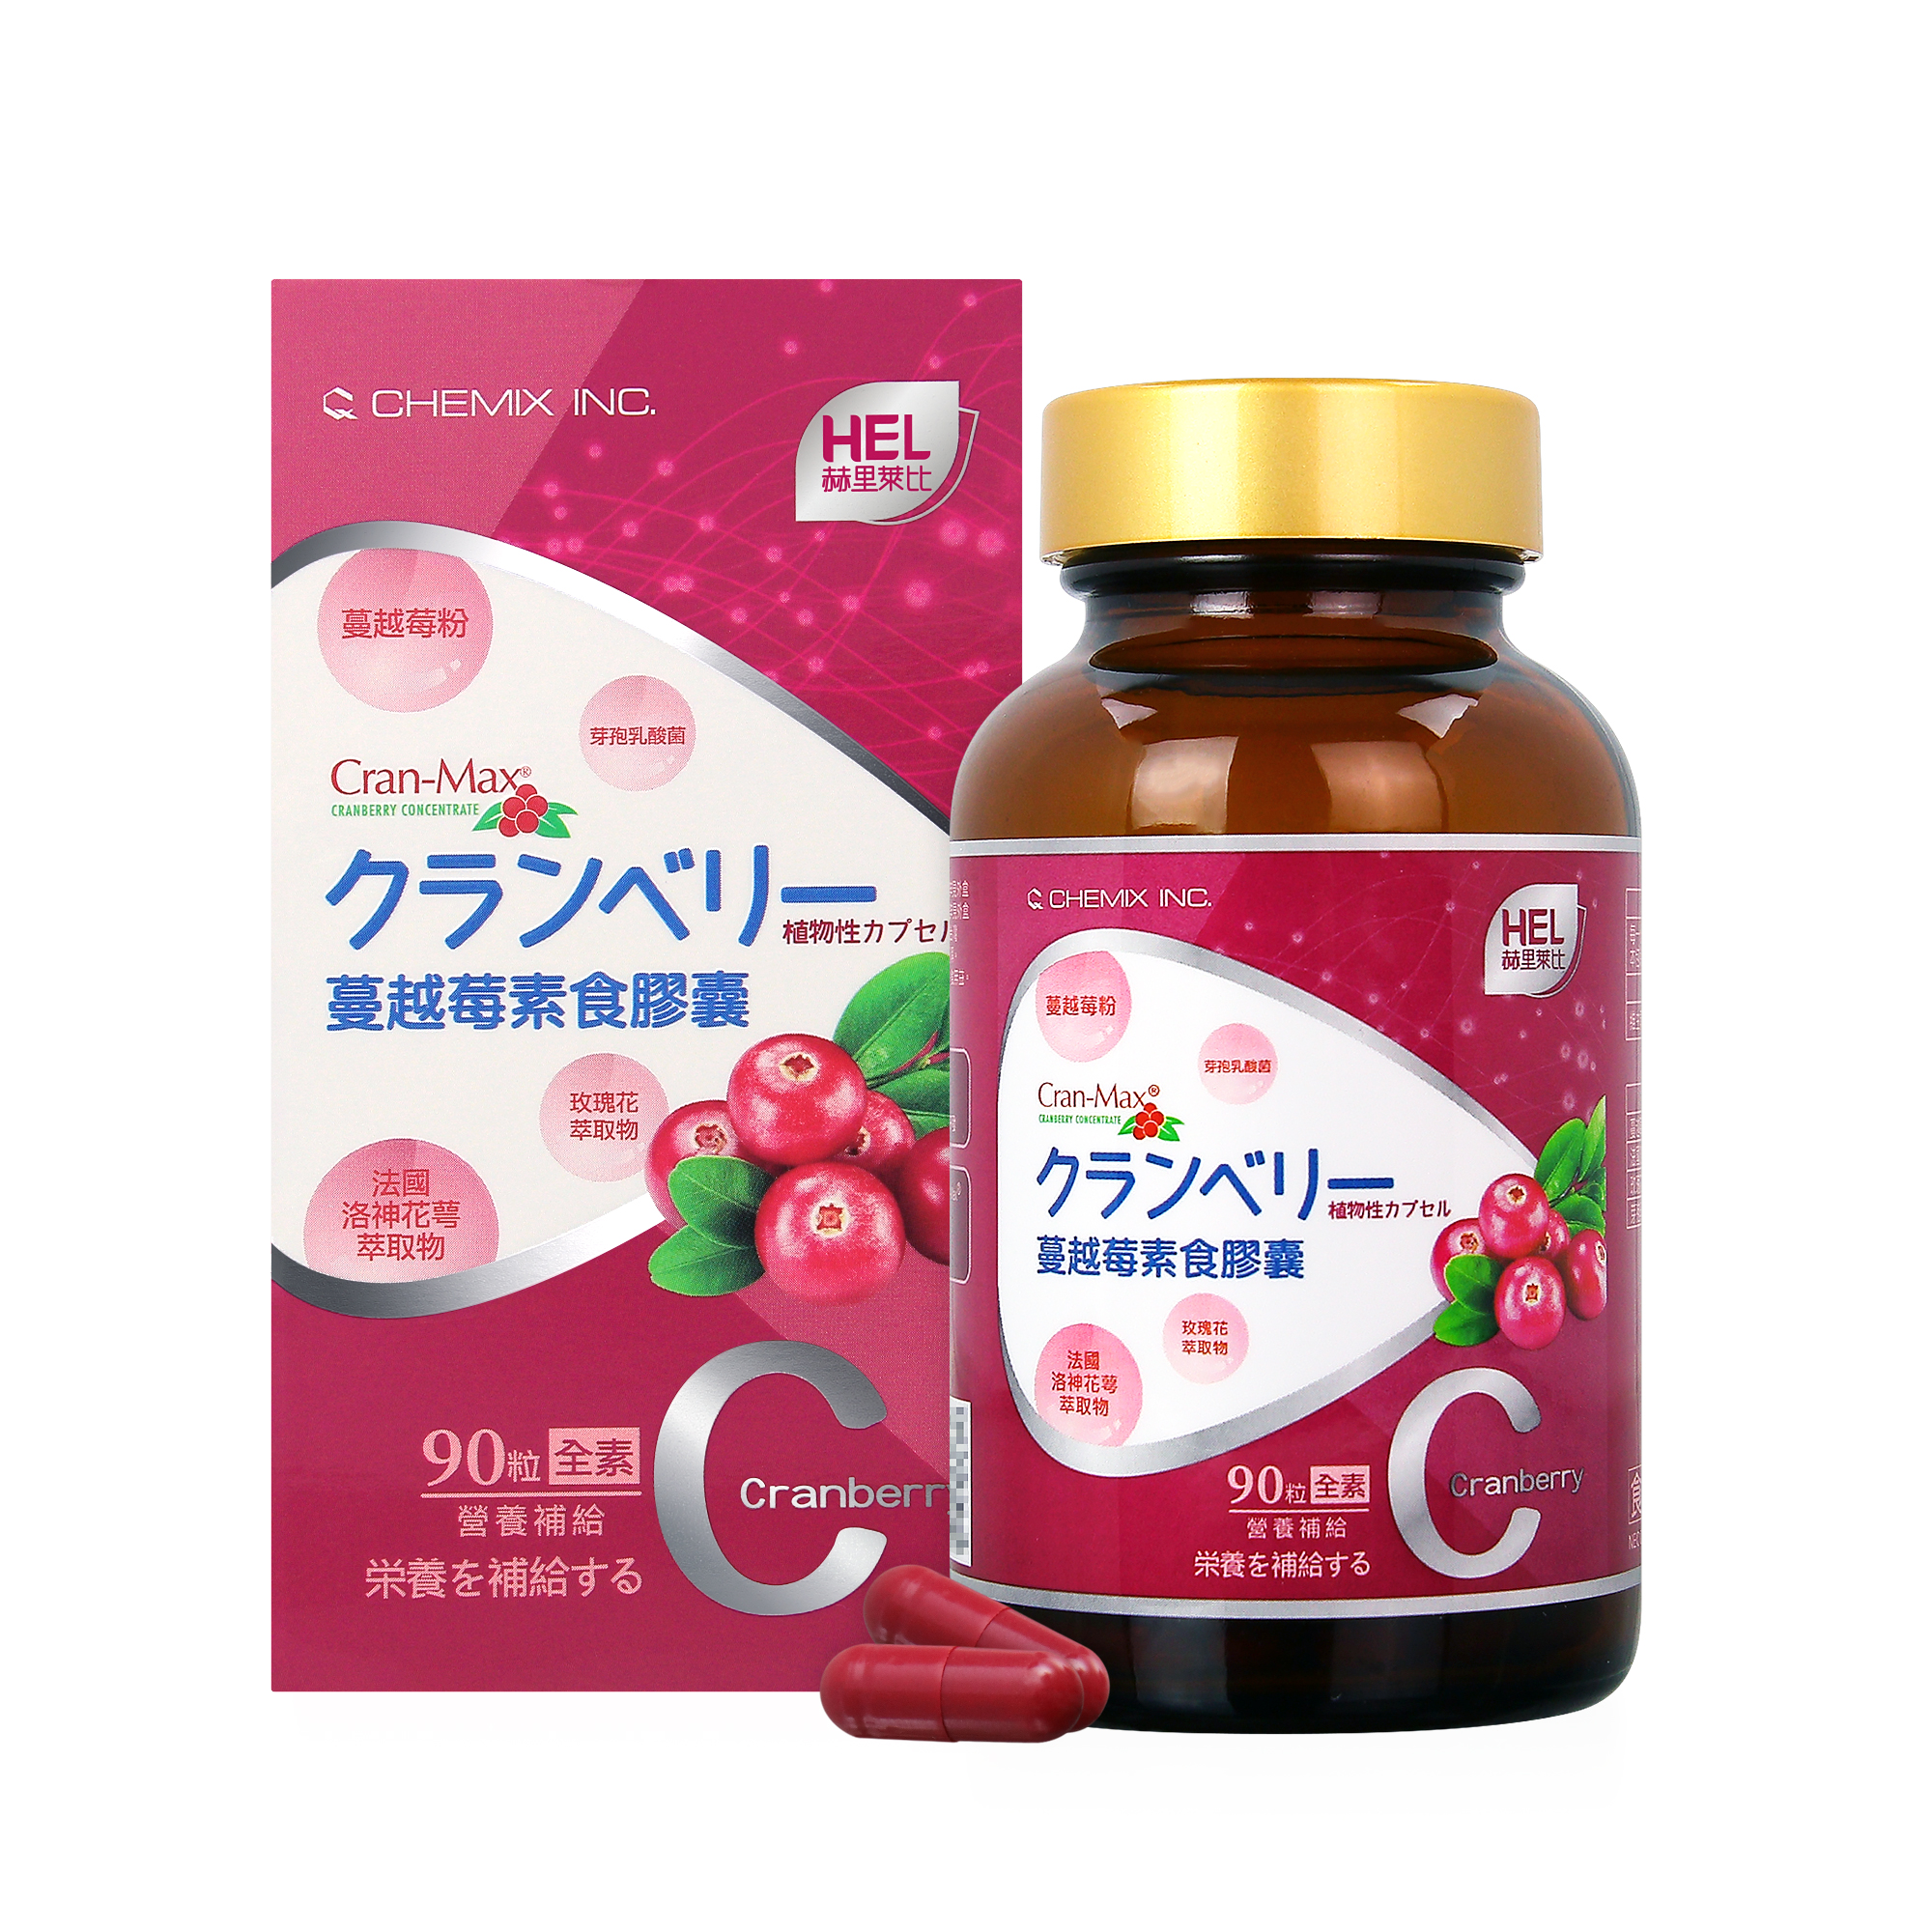 CHEMIX INC.
HEL
赫里萊比
蔓越莓粉
芽孢乳酸菌
Cran-Max®
CRANBERRY CONCENTRATE
クランベリー
植物性カプセル
蔓越莓素食膠囊
玫瑰花
萃取物
法國
洛神花萼
萃取物
90粒 全素
營養補給
栄養を補給する
Cranberry
CHEMIX INC.
HEL
赫里萊比
蔓越莓粉
芽孢乳酸菌
Cran-Max®
CRANBERRY CONCENTRATE
クランベリー
植物性カプセル
蔓越莓素食膠囊
玫瑰花
萃取物
法國
洛神花萼
萃取物
90粒 全素
營養補給
栄養を補給する
Cranberry